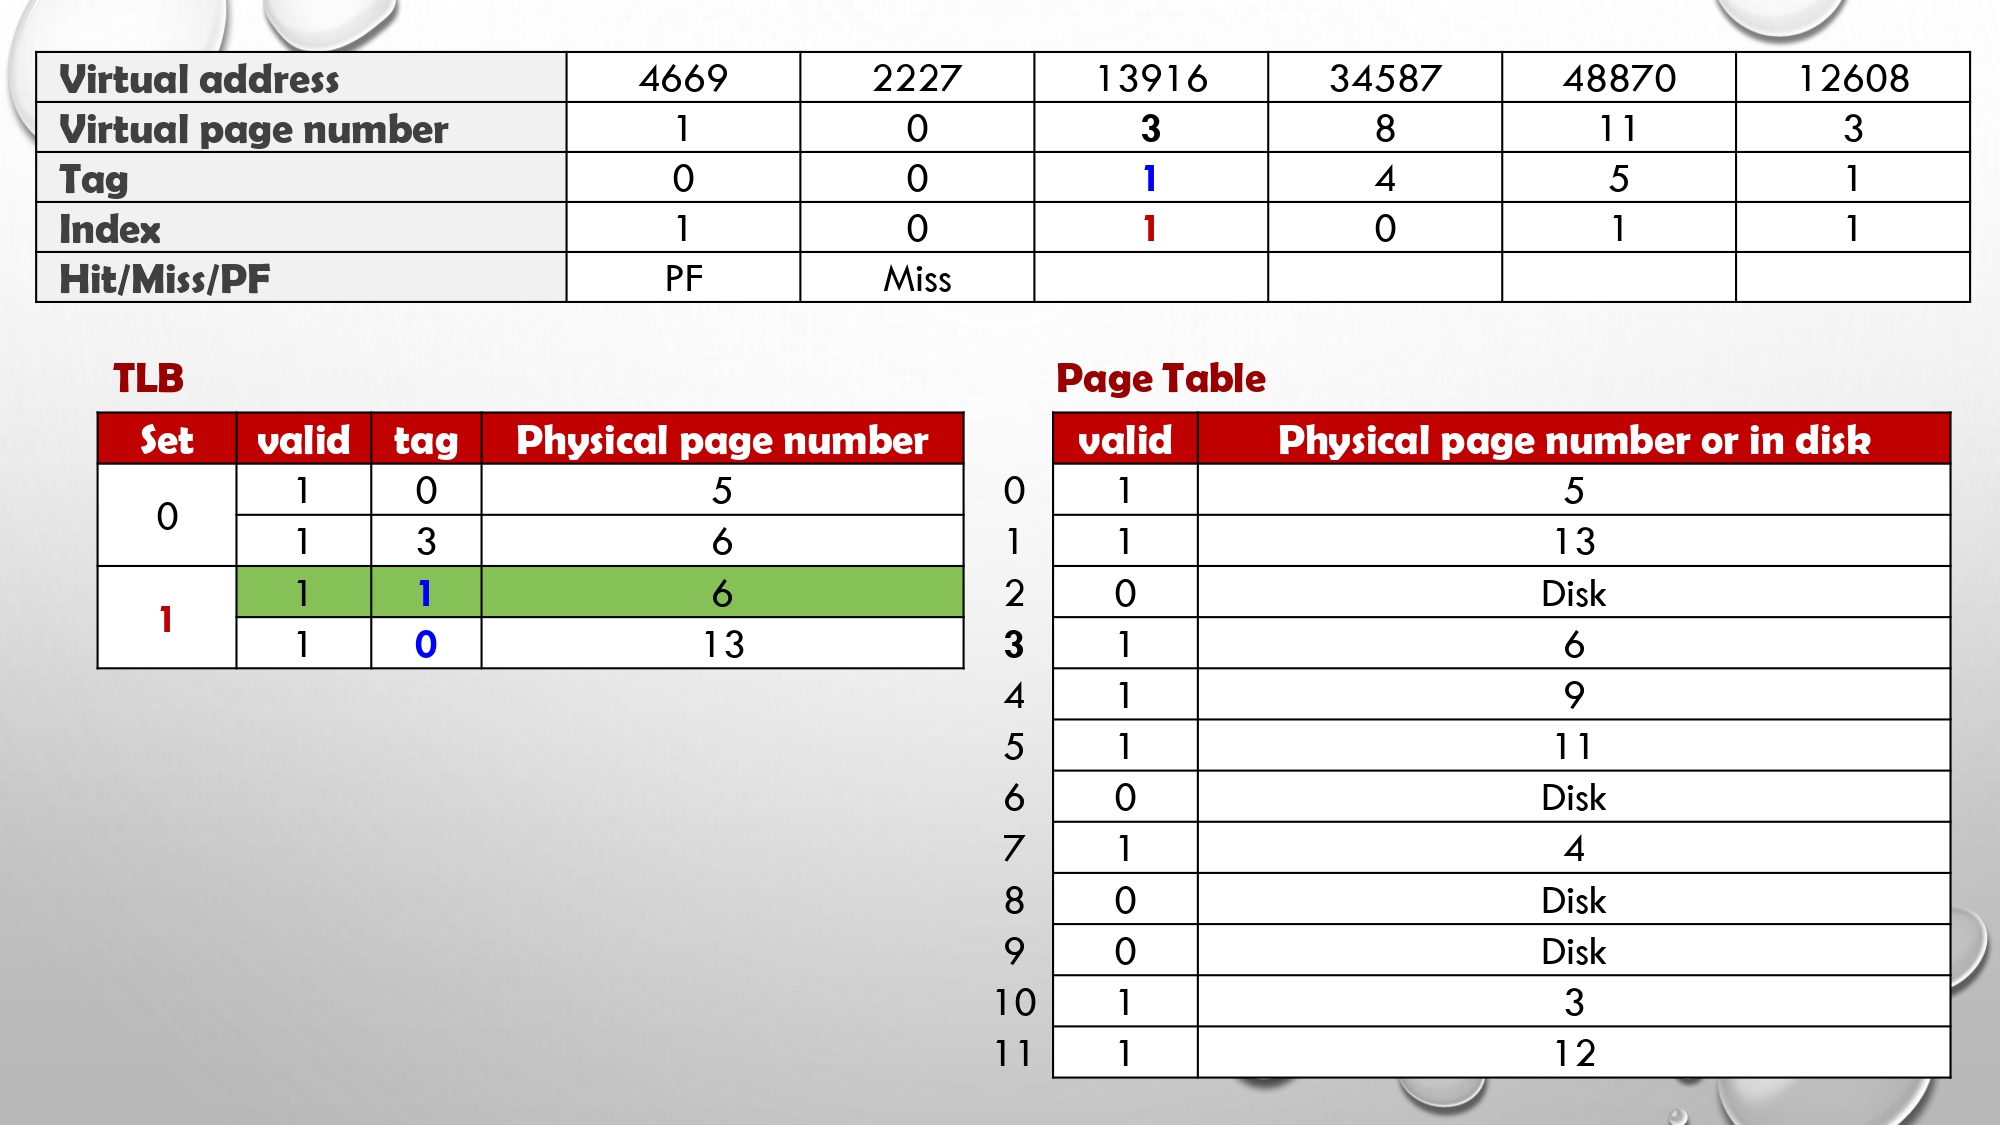 Virtual address 4669 2227 13916 34587 48870 12608
Virtual page number 1 0 3 8 11 3
Tag 0 0 1 4 5 1
Index 1 0 1 0 1 1
Hit/Miss/PF PF Miss
TLB
Set valid tag Physical page number
0 1 0 5
1 3 6
1 1 1 6
1 0 13
Page Table
valid Physical page number or in disk
0 1 5
1 1 13
2 0 Disk
3 1 6
4 1 9
5 1 11
6 0 Disk
7 1 4
8 0 Disk
9 0 Disk
10 1 3
11 1 12